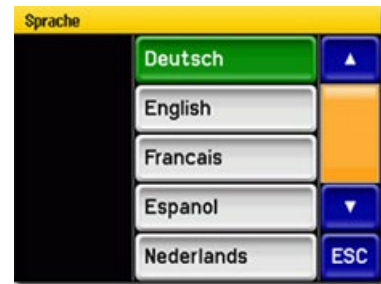 Sprache
Deutsch
▲
English
Francais
Espanol
▼
Nederlands
ESC